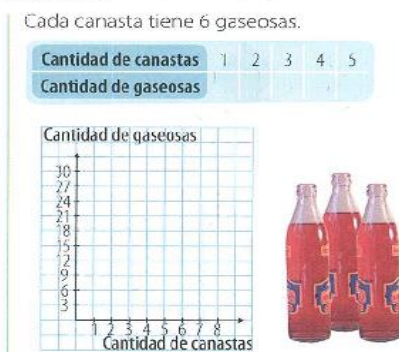 Cada canasta tiene 6 gaseosas.
Cantidad de canastas 1 2 3 4 5
Cantidad de gaseosas
Cantidad de gaseosas
30
27
24
21
18
15
12
9
6
3
1 2 3 4 5 6 7 8
Cantidad de canastas